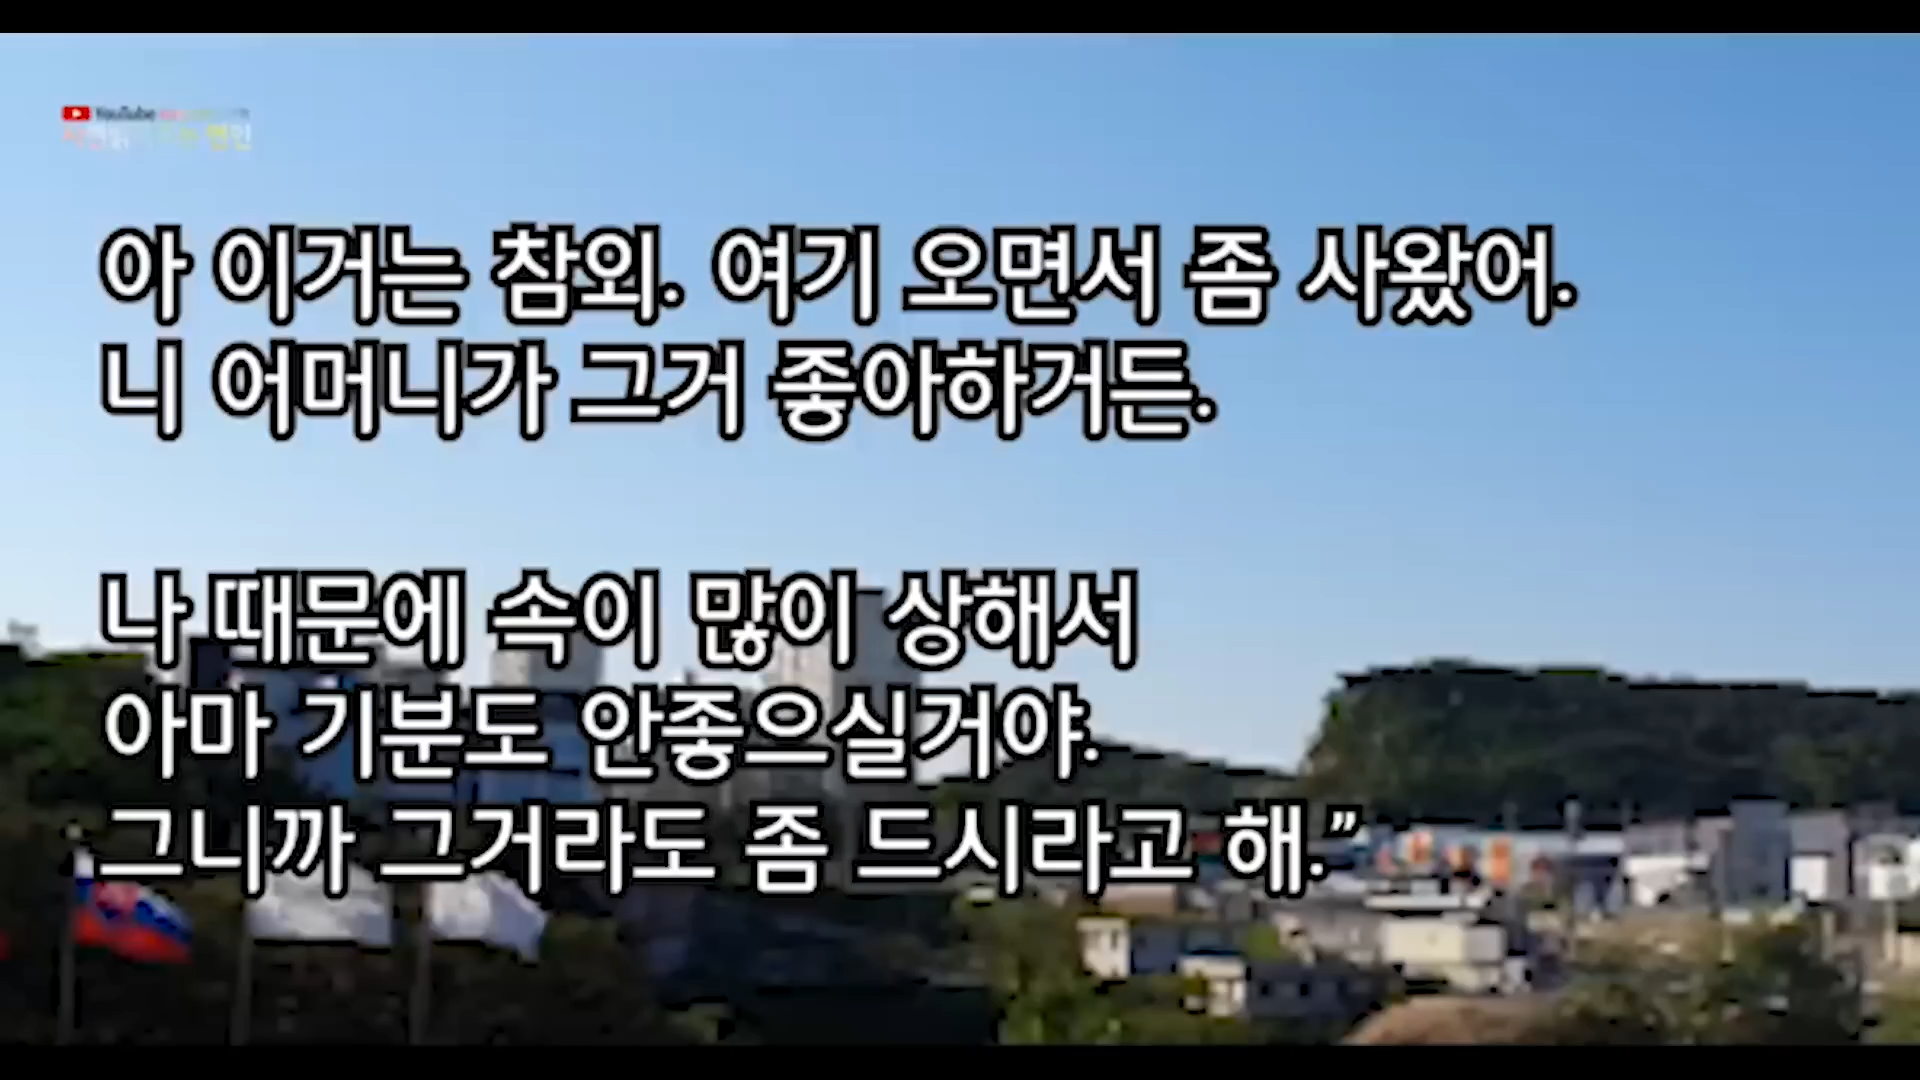 YouTube
아 이거는 참외. 여기 오면서 좀 사왔어.
니 어머니가 그거 좋아하거든.
나 때문에 속이 많이 상해서
아마 기분도 안좋으실거야.
그니까 그거라도 좀 드시라고 해.”